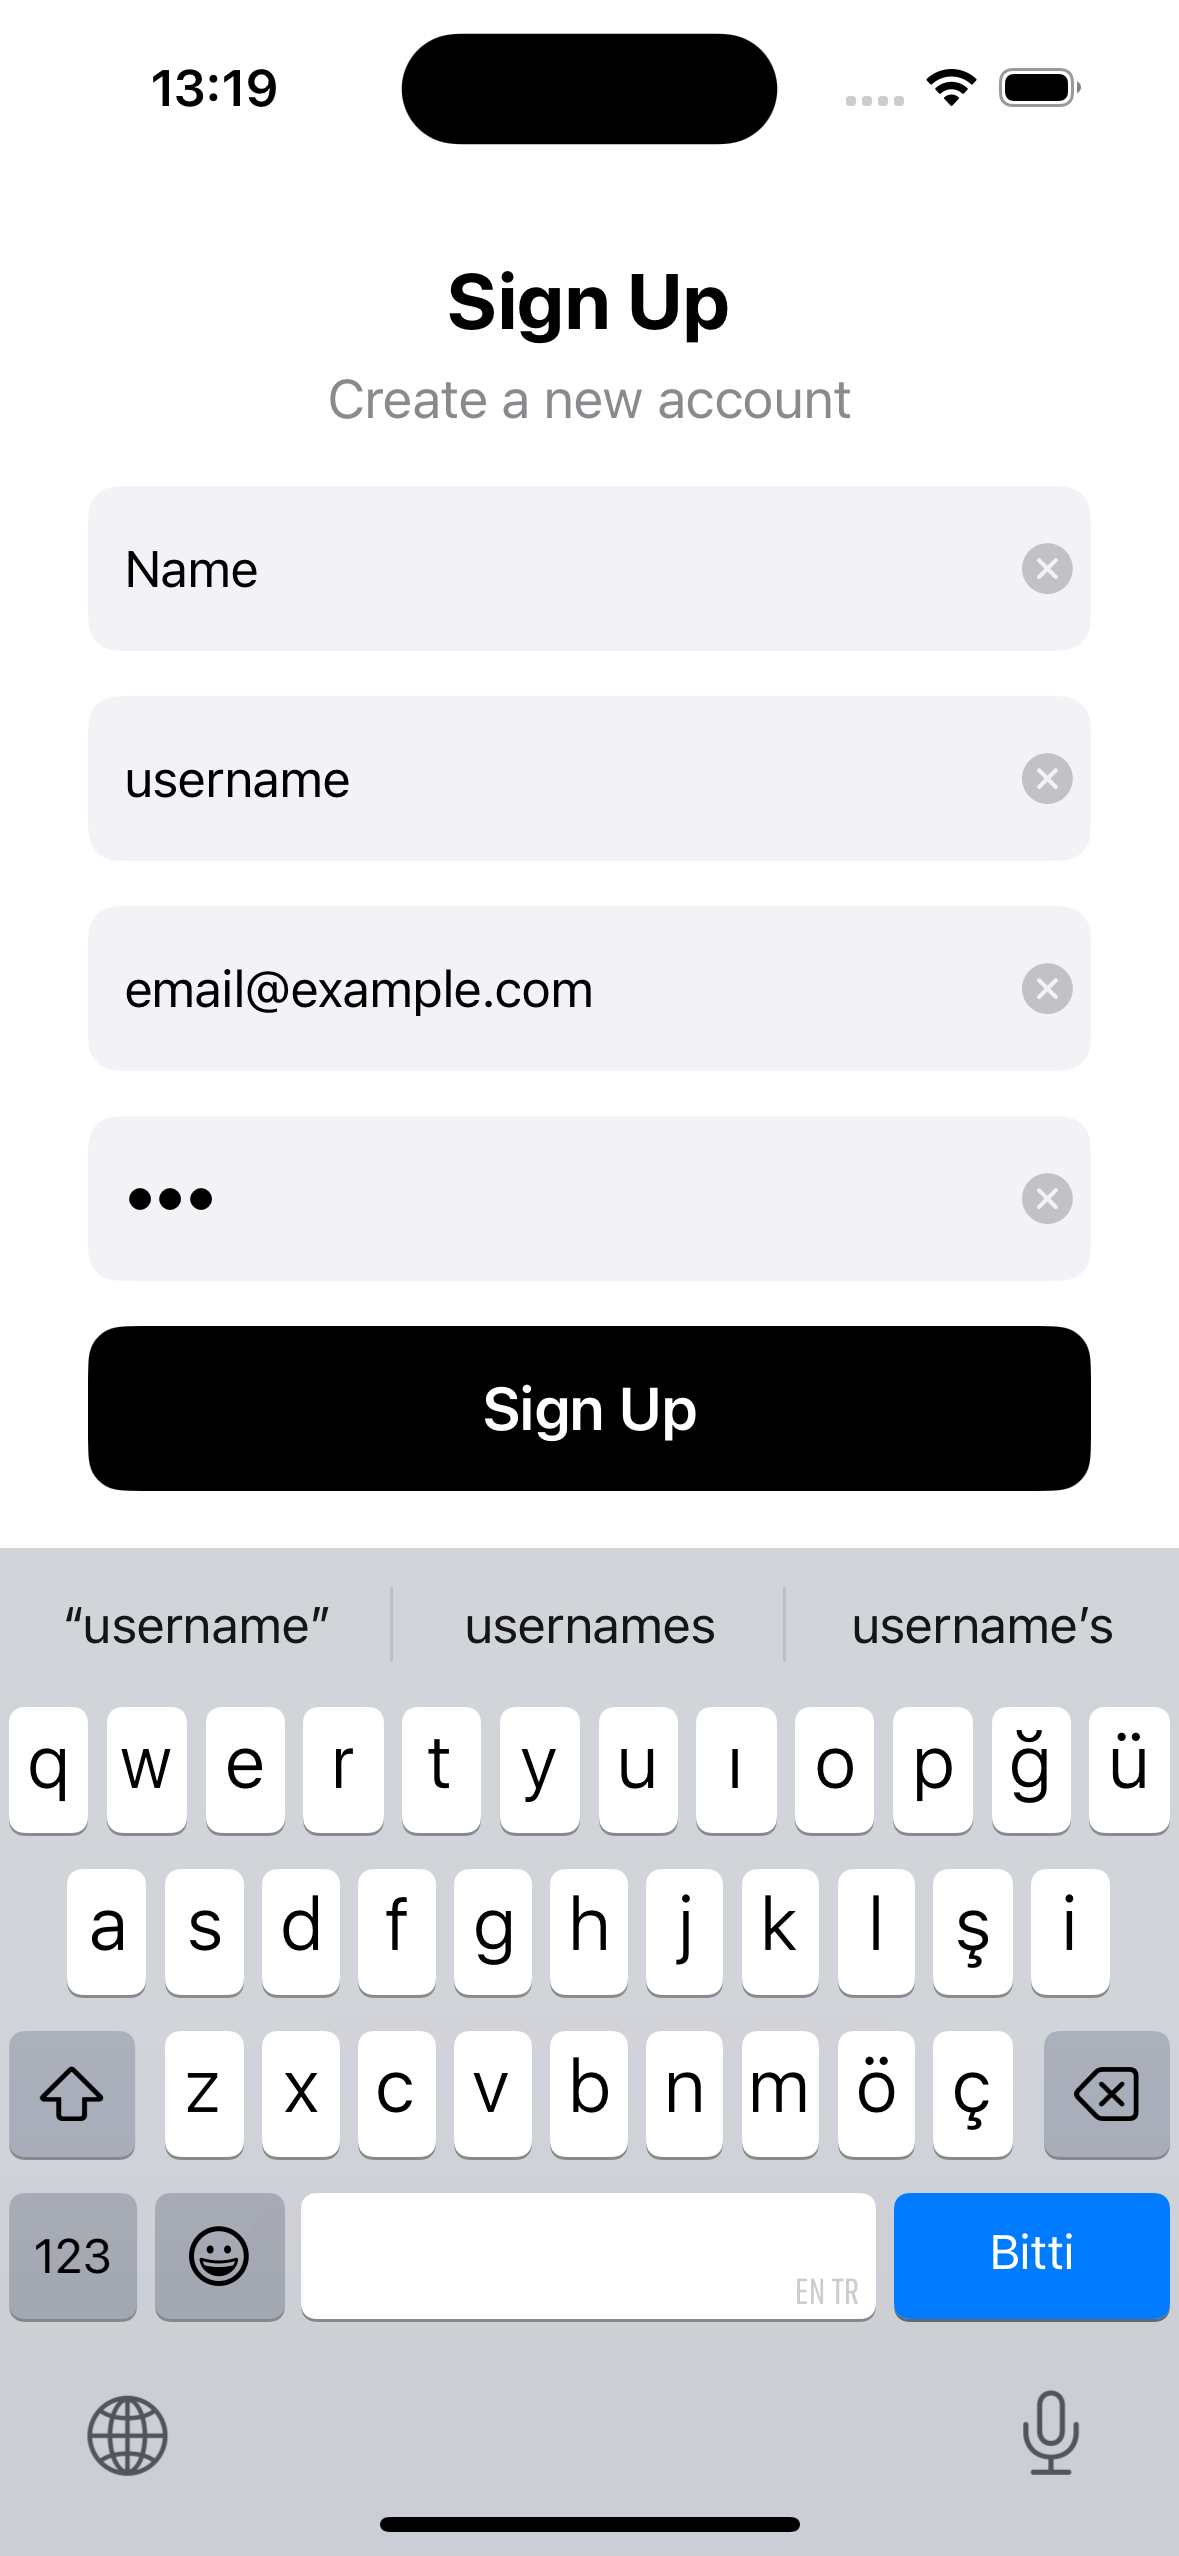 13:19
Sign Up
Create a new account
Name
username
email@example.com
•••
Sign Up
“username” usernames username’s
q w e r t y u ı o p ğ ü
a s d f g h j k l ş i
z x c v b n m ö ç
123 EN TR Bitti